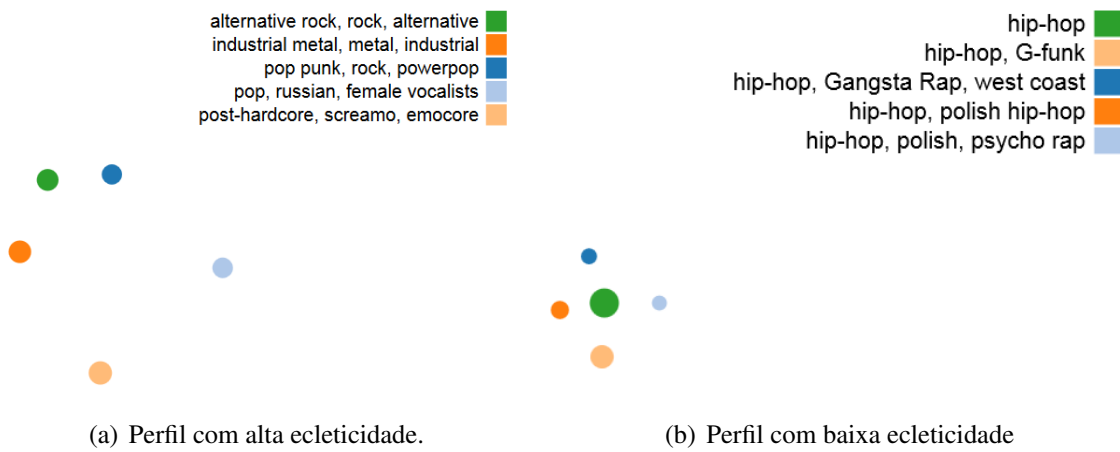 alternative rock, rock, alternative
industrial metal, metal, industrial
pop punk, rock, powerpop
pop, russian, female vocalists
post-hardcore, screamo, emocore
(a) Perfil com alta ecleticidade.
hip-hop
hip-hop, G-funk
hip-hop, Gangsta Rap, west coast
hip-hop, polish hip-hop
hip-hop, polish, psycho rap
(b) Perfil com baixa ecleticidade